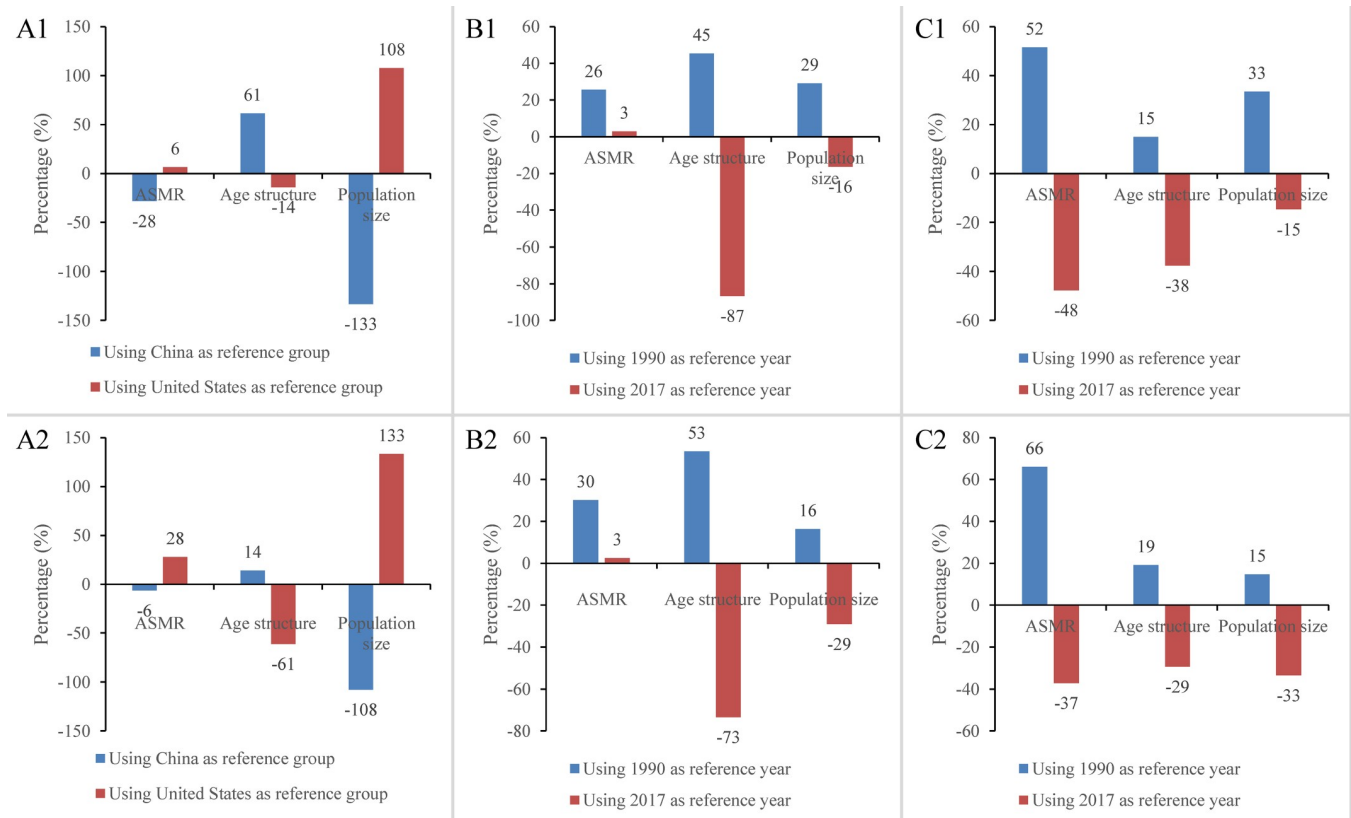 A1
Percentage (%)
150
100
50
0
-50
-100
-150
-28
6
61
-14
-133
108
ASMR
Age structure
Population
size
Using China as reference group
Using United States as reference group
B1
Percentage (%)
60
40
20
0
-20
-40
-60
-80
-100
26
3
45
-87
29
-16
ASMR
Age structure
Population
size
Using 1990 as reference year
Using 2017 as reference year
C1
Percentage (%)
60
40
20
0
-20
-40
-60
52
-48
15
-38
33
-15
ASMR
Age structure
Population size
Using 1990 as reference year
Using 2017 as reference year
A2
Percentage (%)
150
100
50
0
-50
-100
-150
-6
28
14
-61
-108
133
ASMR
Age structure
Population
size
Using China as reference group
Using United States as reference group
B2
Percentage (%)
60
40
20
0
-20
-40
-60
-80
30
3
53
-73
16
-29
ASMR
Age structure
Population size
Using 1990 as reference year
Using 2017 as reference year
C2
Percentage (%)
80
60
40
20
0
-20
-40
-60
66
-37
19
-29
15
-33
ASMR
Age structure
Population size
Using 1990 as reference year
Using 2017 as reference year